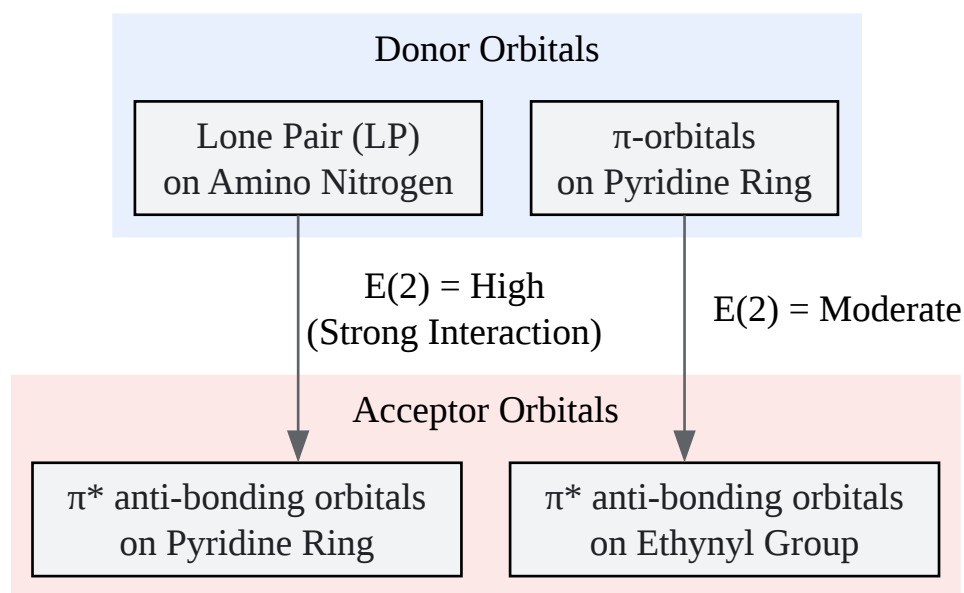 Donor Orbitals
Lone Pair (LP)
on Amino Nitrogen
π-orbitals
on Pyridine Ring
E(2) = High
(Strong Interaction)
E(2) = Moderate
Acceptor Orbitals
π* anti-bonding orbitals
on Pyridine Ring
π* anti-bonding orbitals
on Ethynyl Group